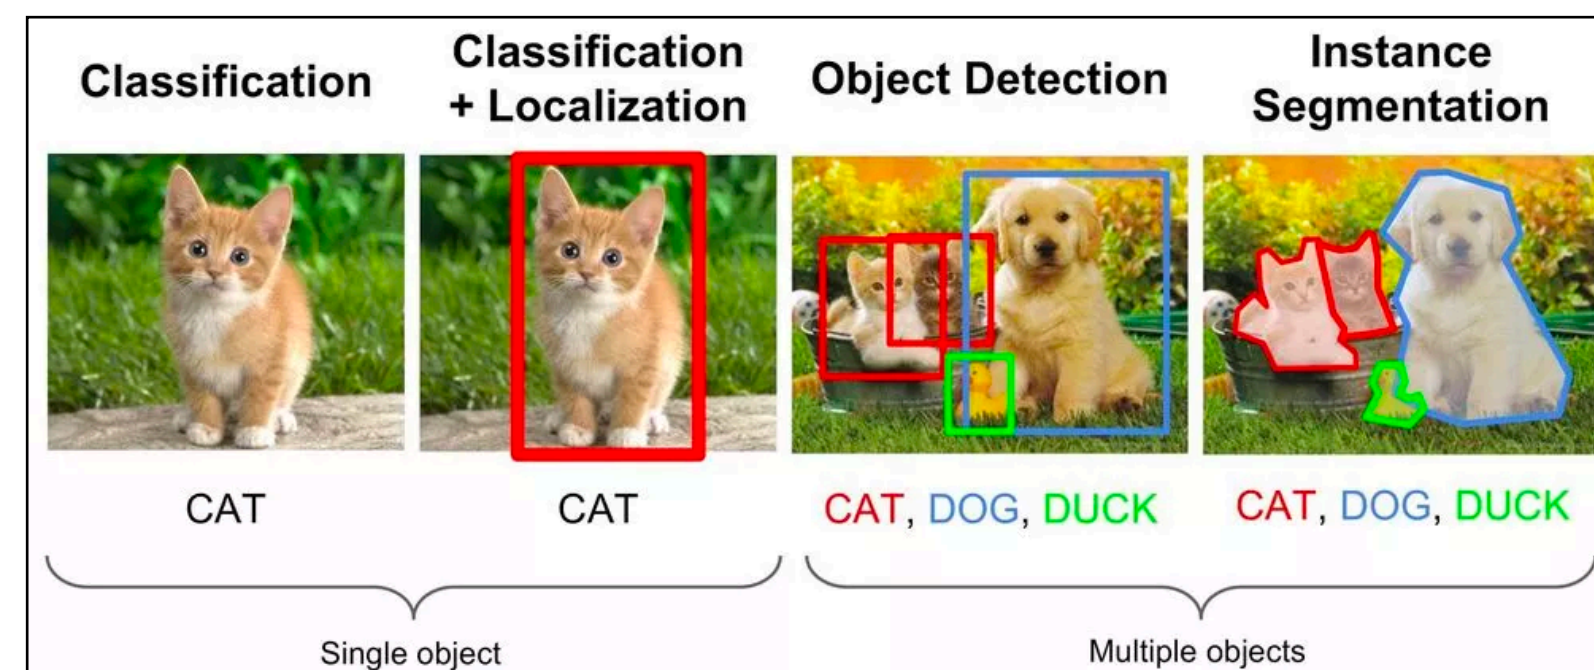 Classification
Classification
+ Localization
Object Detection
Instance
Segmentation
CAT
CAT
CAT, DOG, DUCK
CAT, DOG, DUCK
Single object
Multiple objects